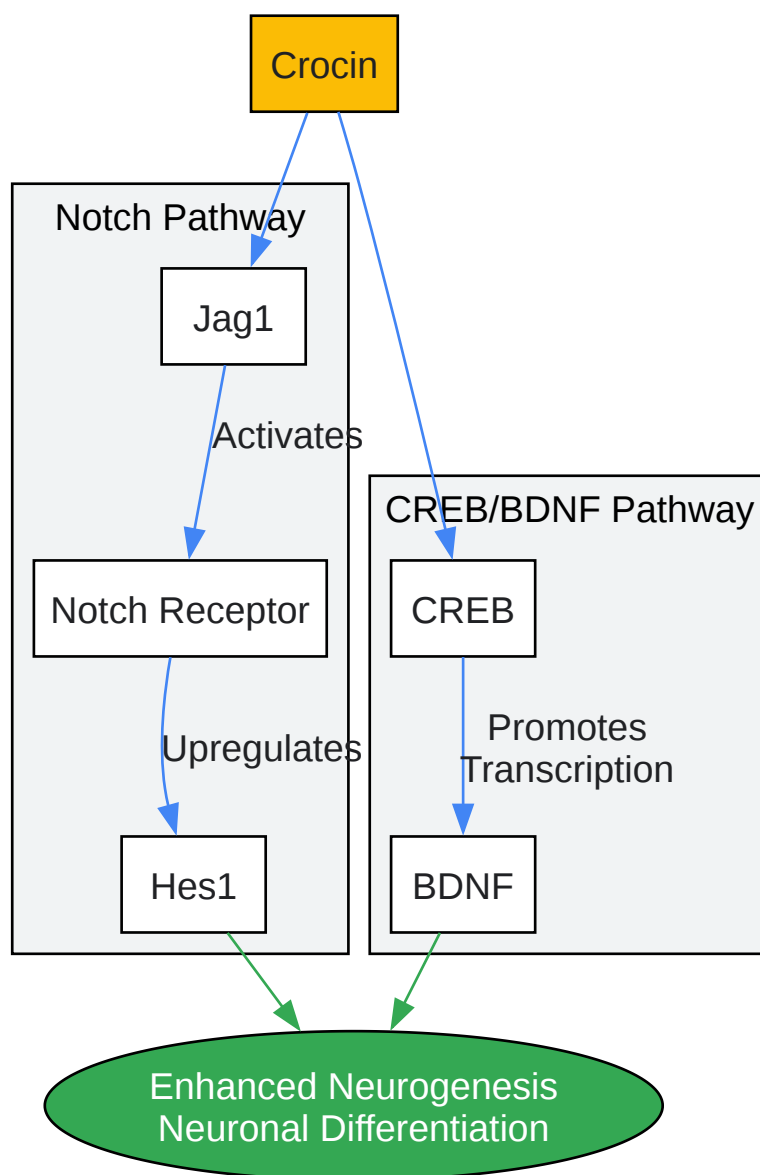 Crocin
Notch Pathway
Jag1
Activates
Notch Receptor
Upregulates
Hes1
CREB/BDNF Pathway
CREB
Promotes
Transcription
BDNF
Enhanced Neurogenesis
Neuronal Differentiation